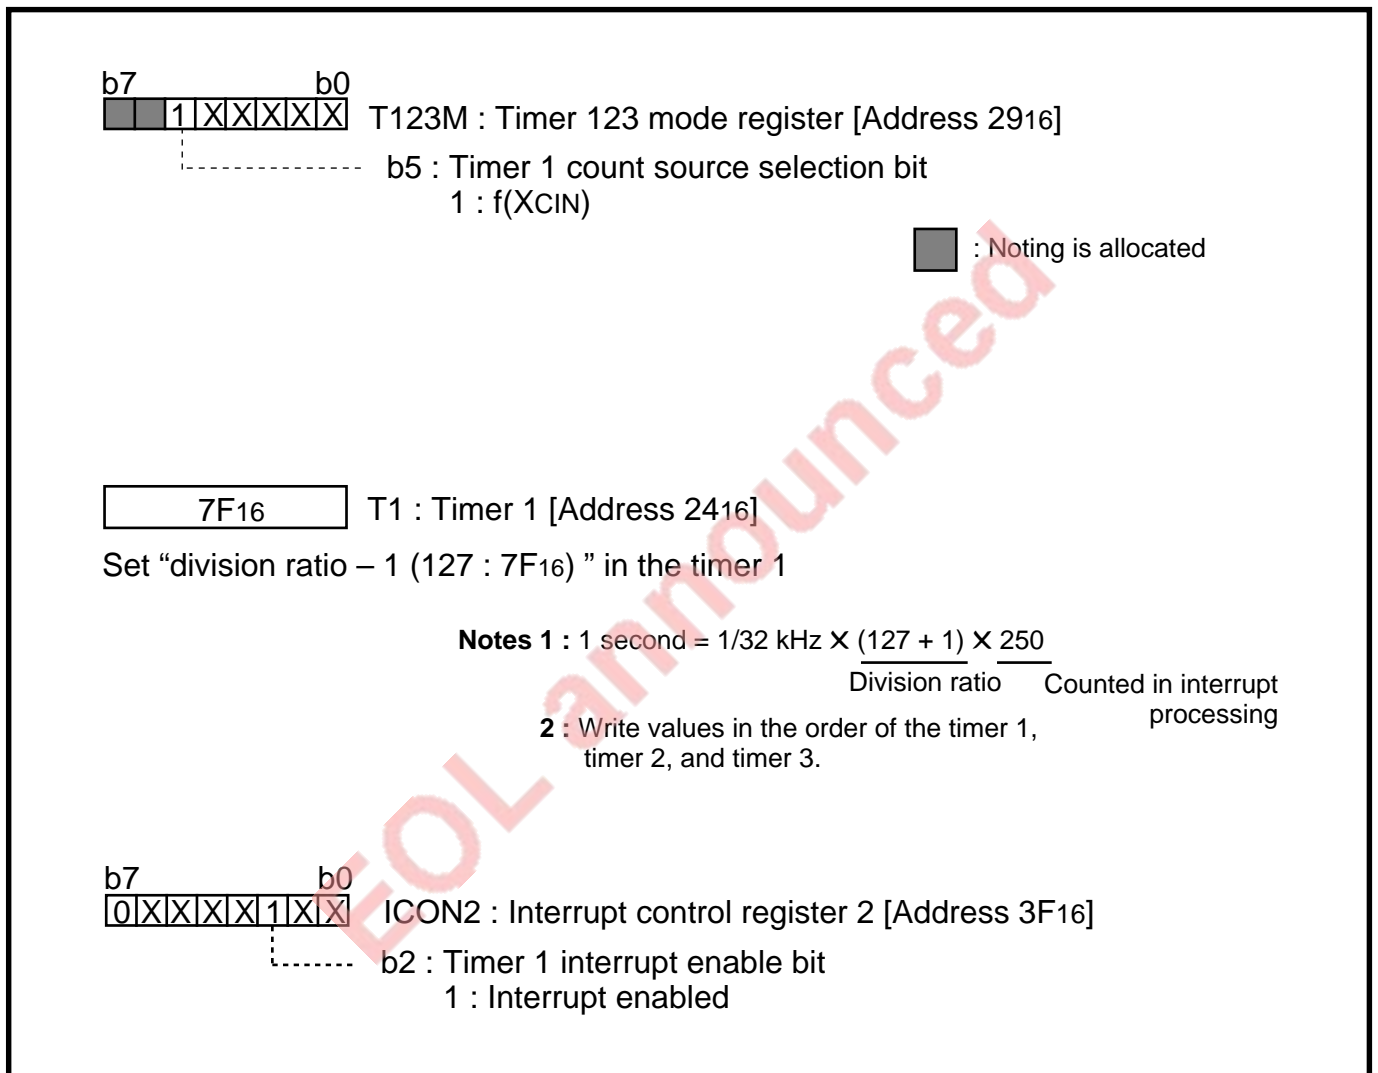 b7 b0
1 X X X X X T123M : Timer 123 mode register [Address 2916]
b5 : Timer 1 count source selection bit
1 : f(XCIN)
: Noting is allocated
7F16 T1 : Timer 1 [Address 2416]
Set “division ratio – 1 (127 : 7F16) ” in the timer 1
Notes 1 : 1 second = 1/32 kHz X (127 + 1) X 250
Division ratio Counted in interrupt
processing
2 : Write values in the order of the timer 1,
timer 2, and timer 3.
EOL announced
b7 b0
0 X X X X 1 X X ICON2 : Interrupt control register 2 [Address 3F16]
b2 : Timer 1 interrupt enable bit
1 : Interrupt enabled